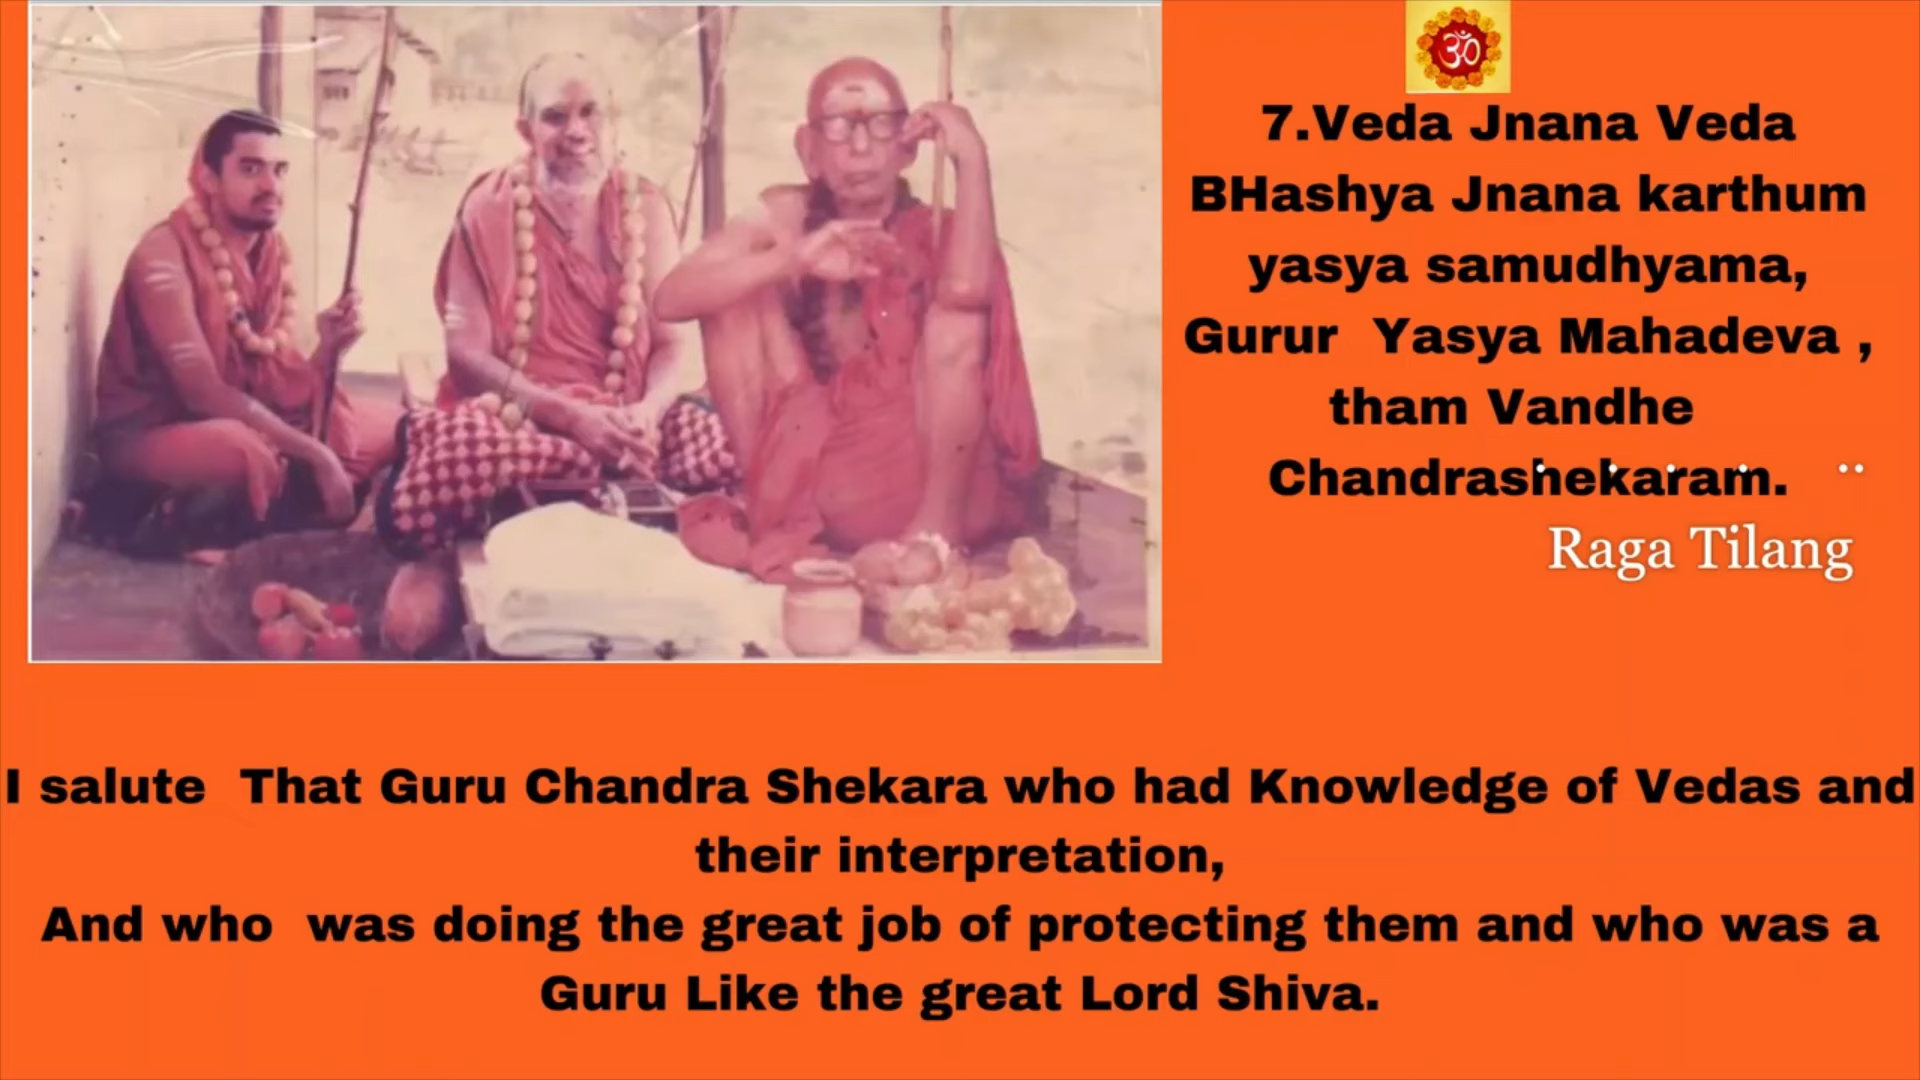 ॐ
7.Veda Jnana Veda
BHashya Jnana karthum
yasya samudhyama,
Gurur  Yasya Mahadeva ,
tham Vandhe
Chandrashekaram.
Raga Tilang
I salute  That Guru Chandra Shekara who had Knowledge of Vedas and
their interpretation,
And who  was doing the great job of protecting them and who was a
Guru Like the great Lord Shiva.